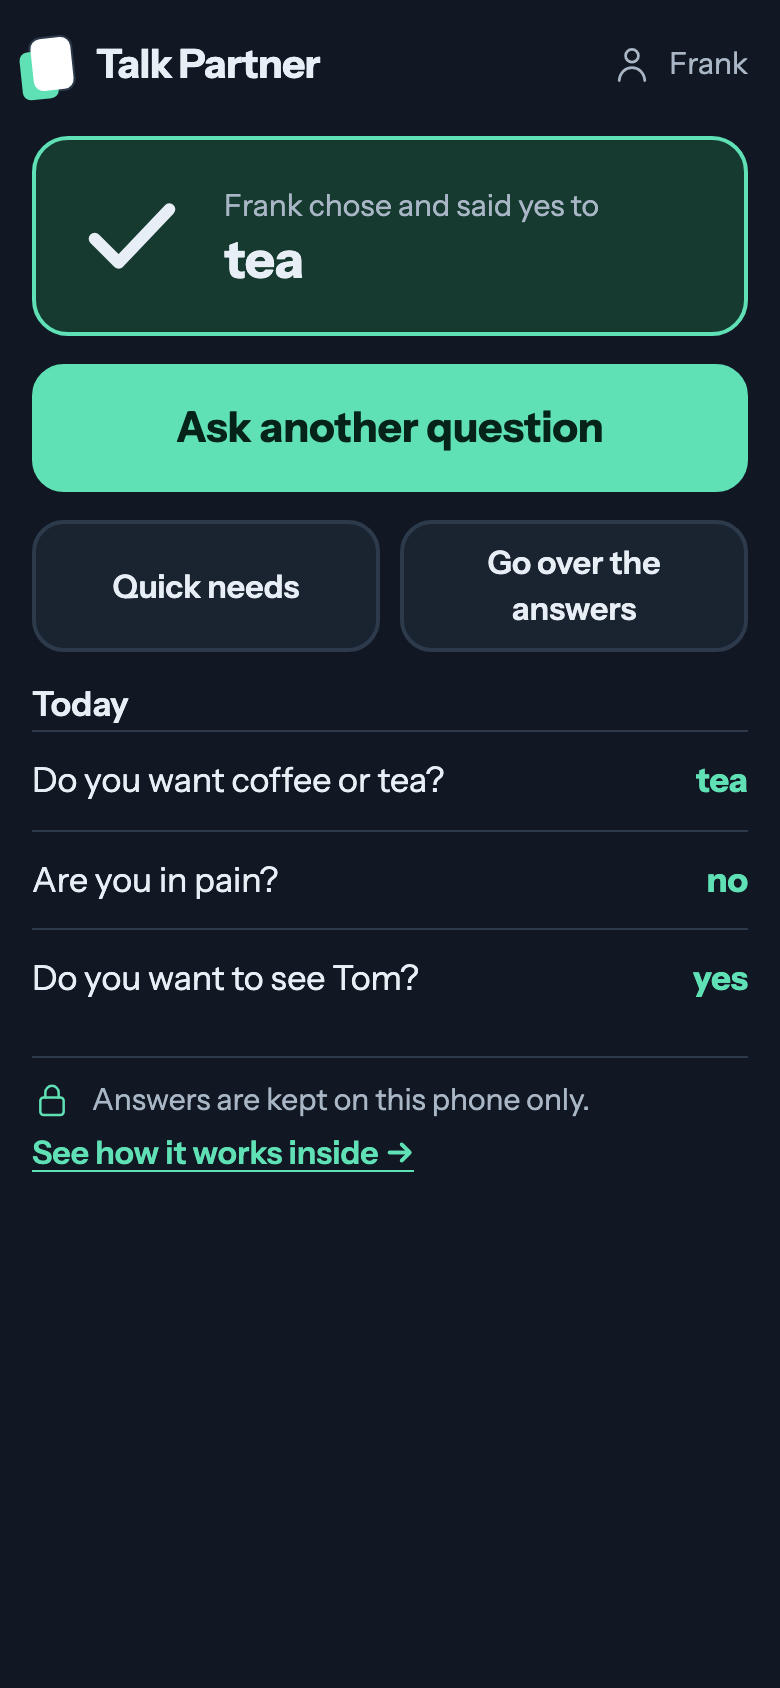 Talk Partner
Frank
Frank chose and said yes to
tea
Ask another question
Quick needs
Go over the
answers
Today
Do you want coffee or tea? tea
Are you in pain? no
Do you want to see Tom? yes
Answers are kept on this phone only.
See how it works inside →